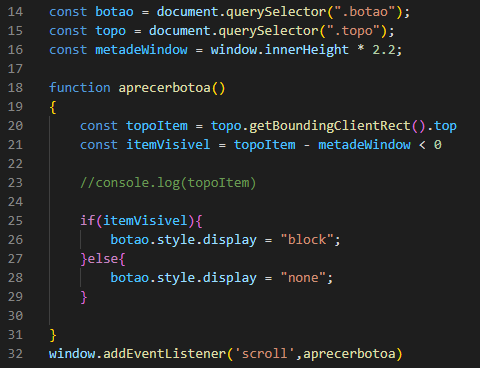 14 const botao = document.querySelector(".botao");
15 const topo = document.querySelector(".topo");
16 const metadeWindow = window.innerHeight * 2.2;
17
18 function aprecerbotoa()
19 {
20     const topoItem = topo.getBoundingClientRect().top
21     const itemVisivel = topoItem - metadeWindow < 0
22
23     //console.log(topoItem)
24
25     if(itemVisivel){
26         botao.style.display = "block";
27     }else{
28         botao.style.display = "none";
29     }
30
31 }
32 window.addEventListener('scroll',aprecerbotoa)